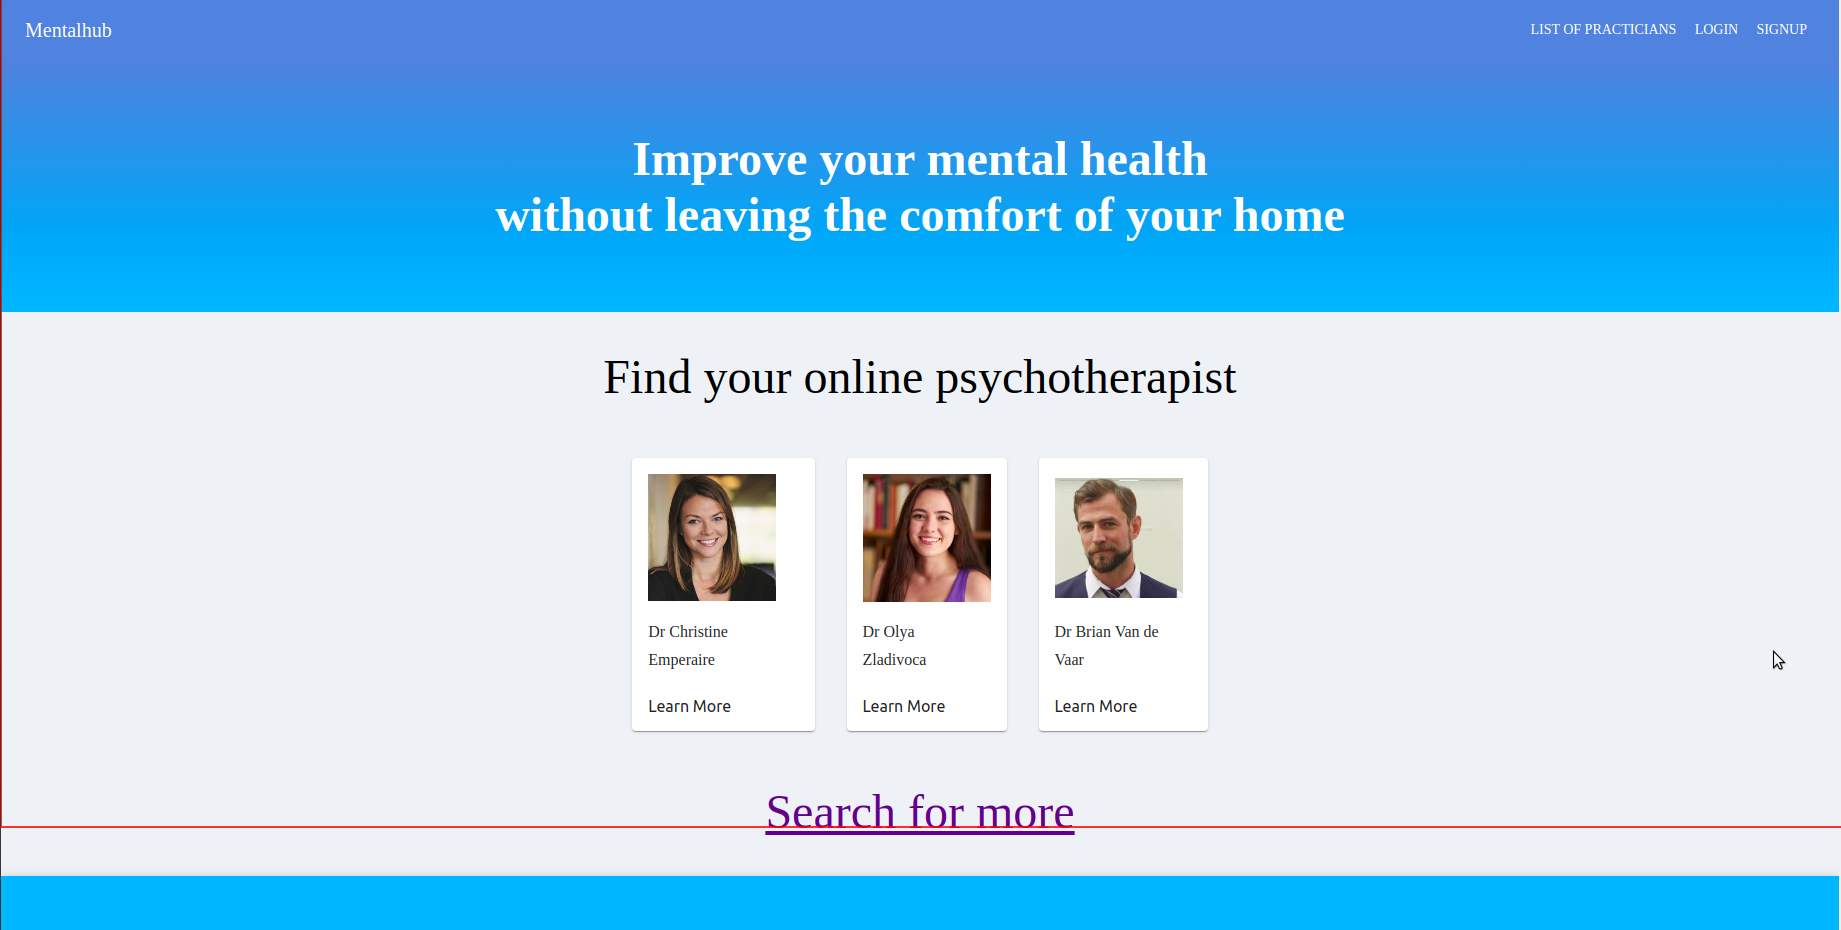 Mentalhub
LIST OF PRACTICIANS LOGIN SIGNUP
Improve your mental health
without leaving the comfort of your home
Find your online psychotherapist
Dr Christine
Emperaire
Learn More
Dr Olya
Zladivoca
Learn More
Dr Brian Van de
Vaar
Learn More
Search for more